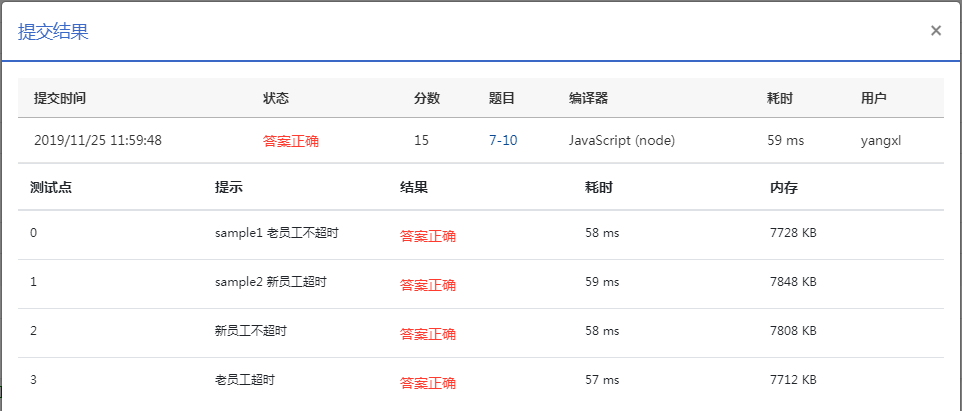 提交结果 ×
提交时间 状态 分数 题目 编译器 耗时 用户
2019/11/25 11:59:48 答案正确 15 7-10 JavaScript (node) 59 ms yangxl
测试点 提示 结果 耗时 内存
0 sample1 老员工不超时 答案正确 58 ms 7728 KB
1 sample2 新员工超时 答案正确 59 ms 7848 KB
2 新员工不超时 答案正确 58 ms 7808 KB
3 老员工超时 答案正确 57 ms 7712 KB